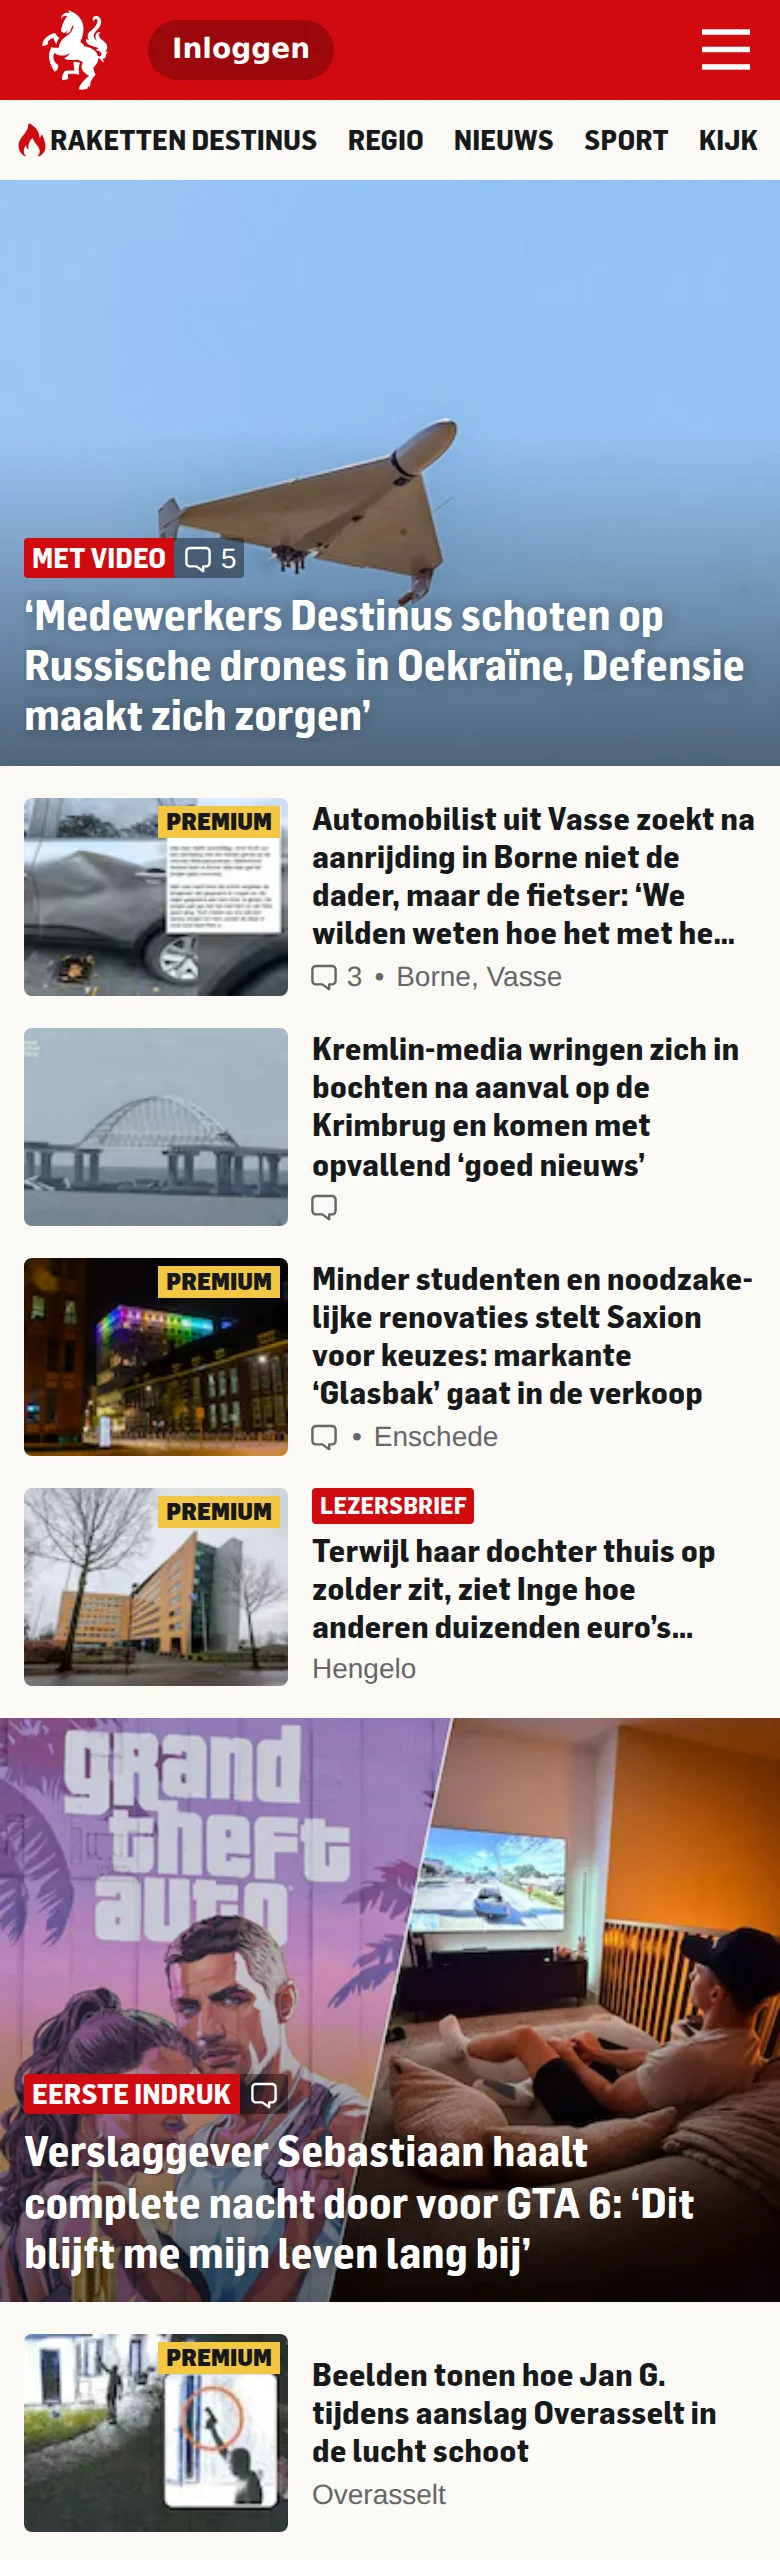 Inloggen
RAKETTEN DESTINUS REGIO NIEUWS SPORT KIJK
MET VIDEO 5
‘Medewerkers Destinus schoten op
Russische drones in Oekraïne, Defensie
maakt zich zorgen’
PREMIUM
Automobilist uit Vasse zoekt na
aanrijding in Borne niet de
dader, maar de fietser: ‘We
wilden weten hoe het met he...
3 • Borne, Vasse
Kremlin-media wringen zich in
bochten na aanval op de
Krimbrug en komen met
opvallend ‘goed nieuws’
PREMIUM
Minder studenten en noodzake-
lijke renovaties stelt Saxion
voor keuzes: markante
‘Glasbak’ gaat in de verkoop
• Enschede
PREMIUM
LEZERSBRIEF
Terwijl haar dochter thuis op
zolder zit, ziet Inge hoe
anderen duizenden euro’s...
Hengelo
grand
theft
auto
EERSTE INDRUK
Verslaggever Sebastiaan haalt
complete nacht door voor GTA 6: ‘Dit
blijft me mijn leven lang bij’
PREMIUM
Beelden tonen hoe Jan G.
tijdens aanslag Overasselt in
de lucht schoot
Overasselt